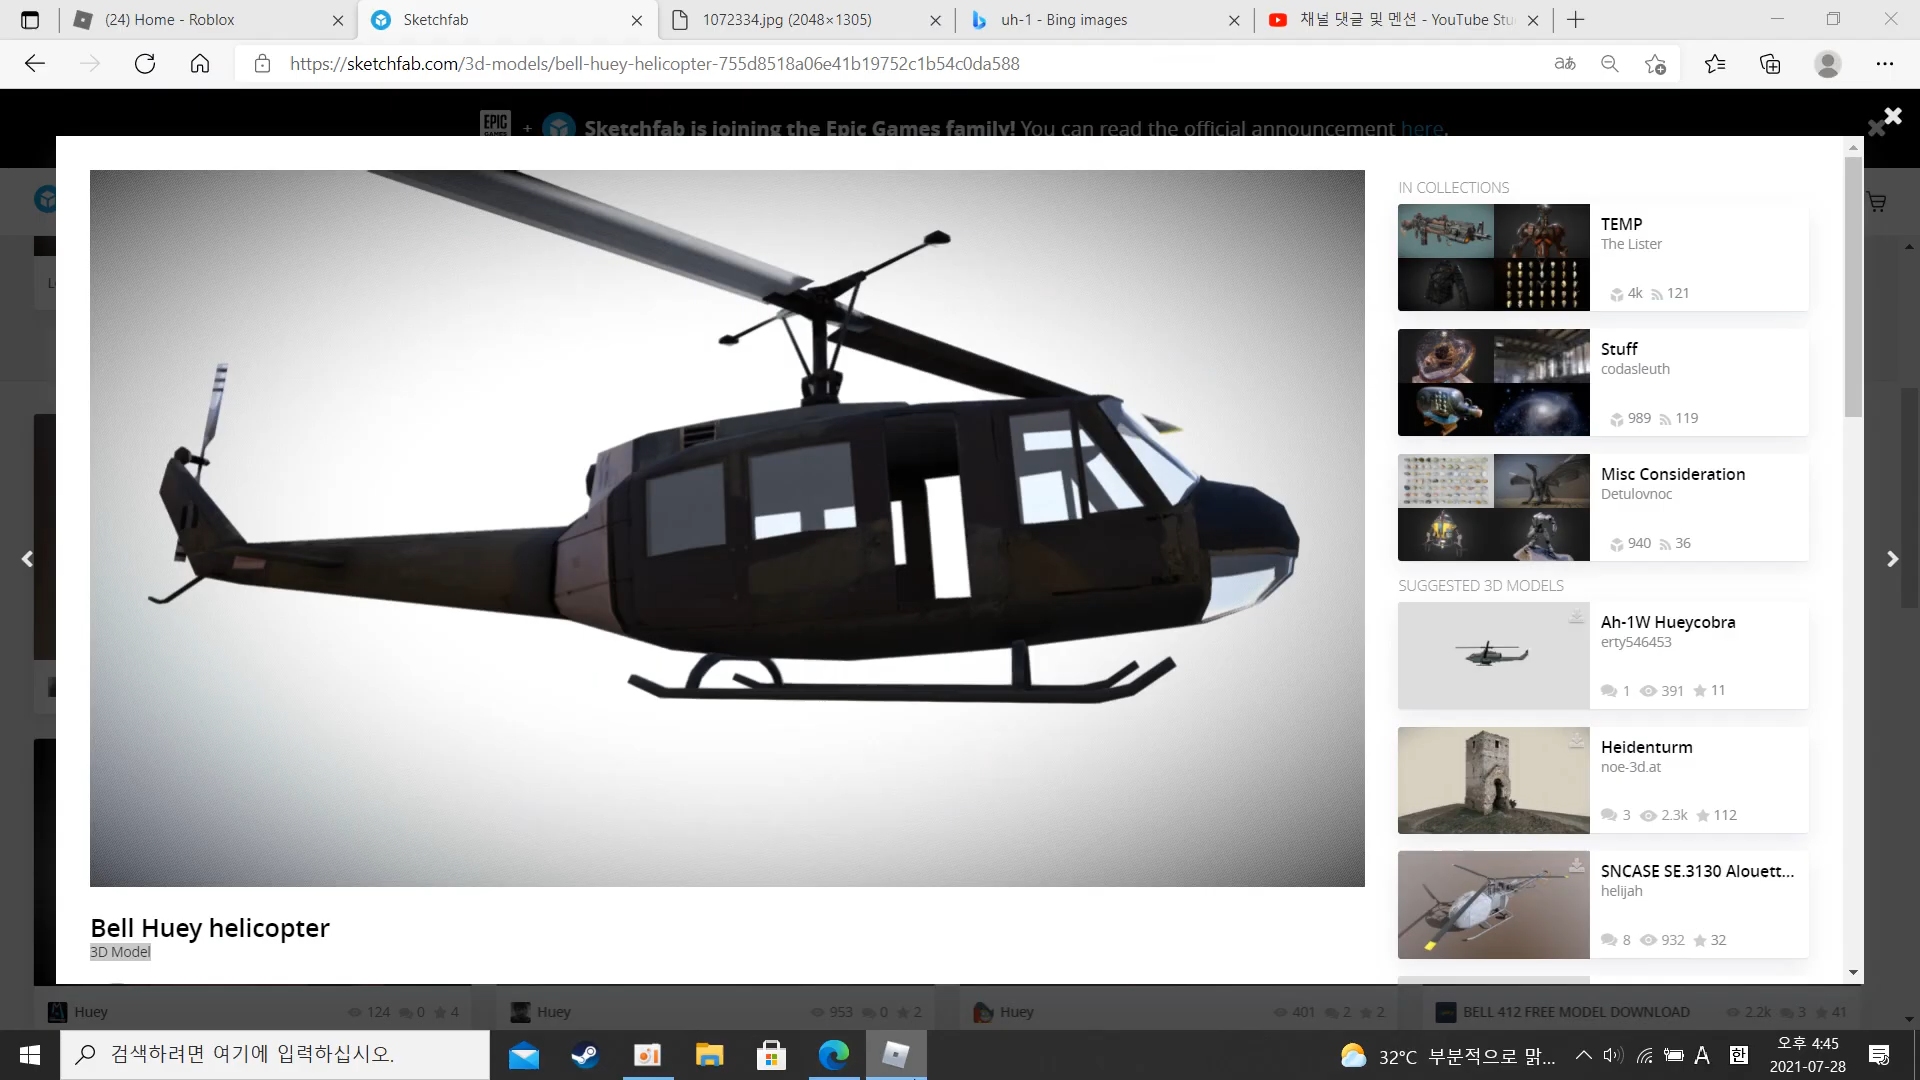 (24) Home - Roblox
Sketchfab
1072334.jpg (2048×1305)
uh-1 - Bing images
채널 댓글 및 멘션 - YouTube Stu
https://sketchfab.com/3d-models/bell-huey-helicopter-755d8518a06e41b19752c1b54c0da588
EPIC + Sketchfab is joining the Epic Games family! You can read the official announcement here.
IN COLLECTIONS
TEMP
The Lister
4k 121
Stuff
codasleuth
989 119
Misc Consideration
Detulovnoc
940 36
SUGGESTED 3D MODELS
Ah-1W Hueycobra
erty546453
1 391 11
Heidenturm
noe-3d.at
3 2.3k 112
SNCASE SE.3130 Alouett...
helijah
8 932 32
Bell Huey helicopter
3D Model
Huey 124 0 4
Huey 953 0 2
Huey 401 2 2
BELL 412 FREE MODEL DOWNLOAD 2.2k 3 41
검색하려면 여기에 입력하십시오.
32°C 부분적으로 맑...
A 한
오후 4:45
2021-07-28